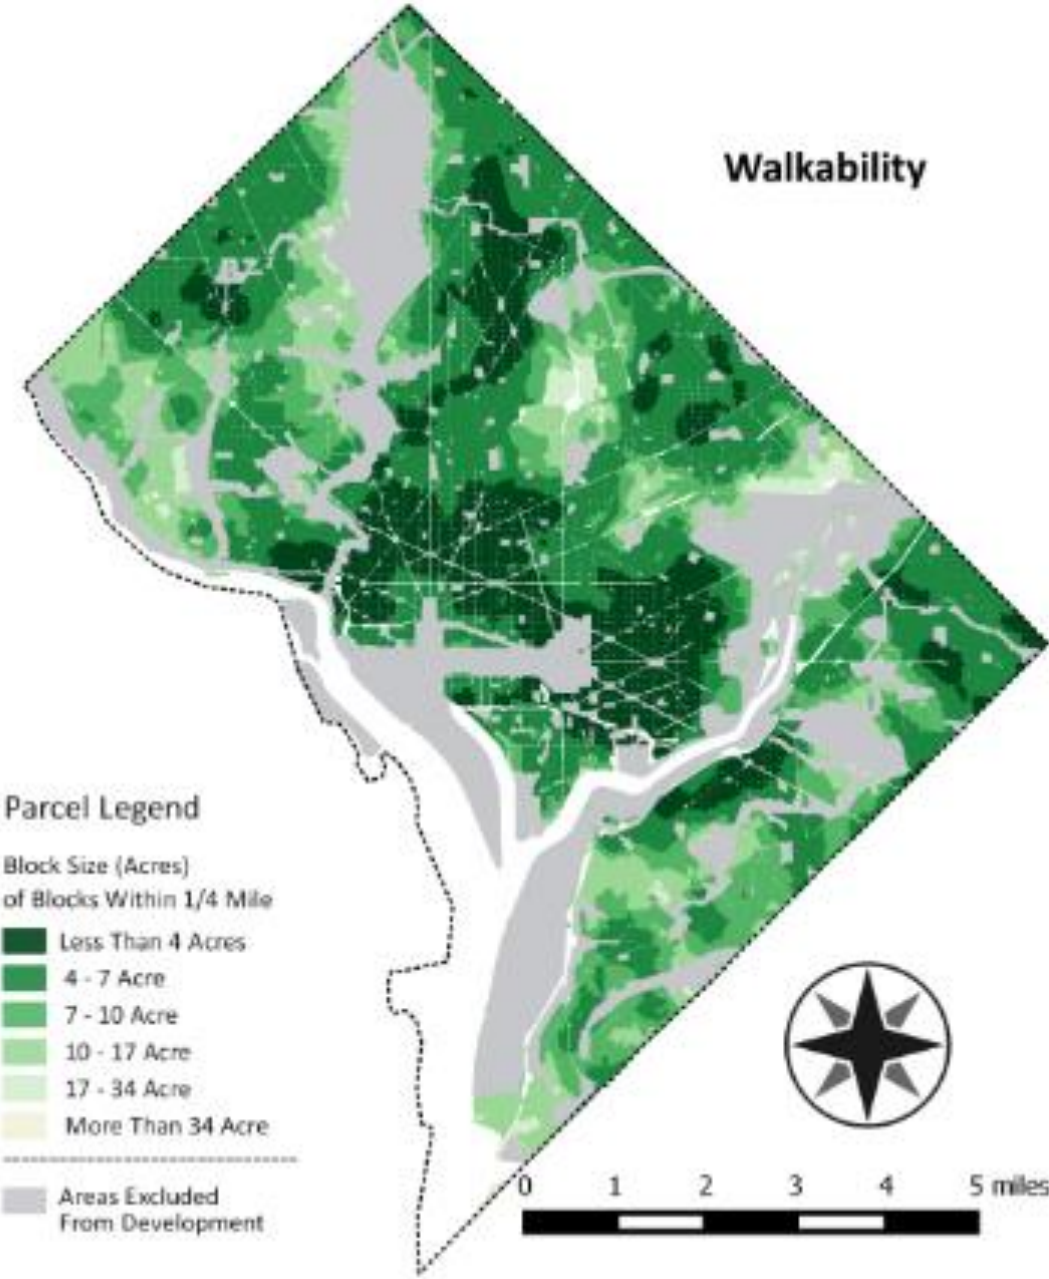 Walkability
Parcel Legend
Block Size (Acres)
of Blocks Within 1/4 Mile
Less Than 4 Acres
4 - 7 Acre
7 - 10 Acre
10 - 17 Acre
17 - 34 Acre
More Than 34 Acre
Areas Excluded
From Development
0 1 2 3 4 5 miles